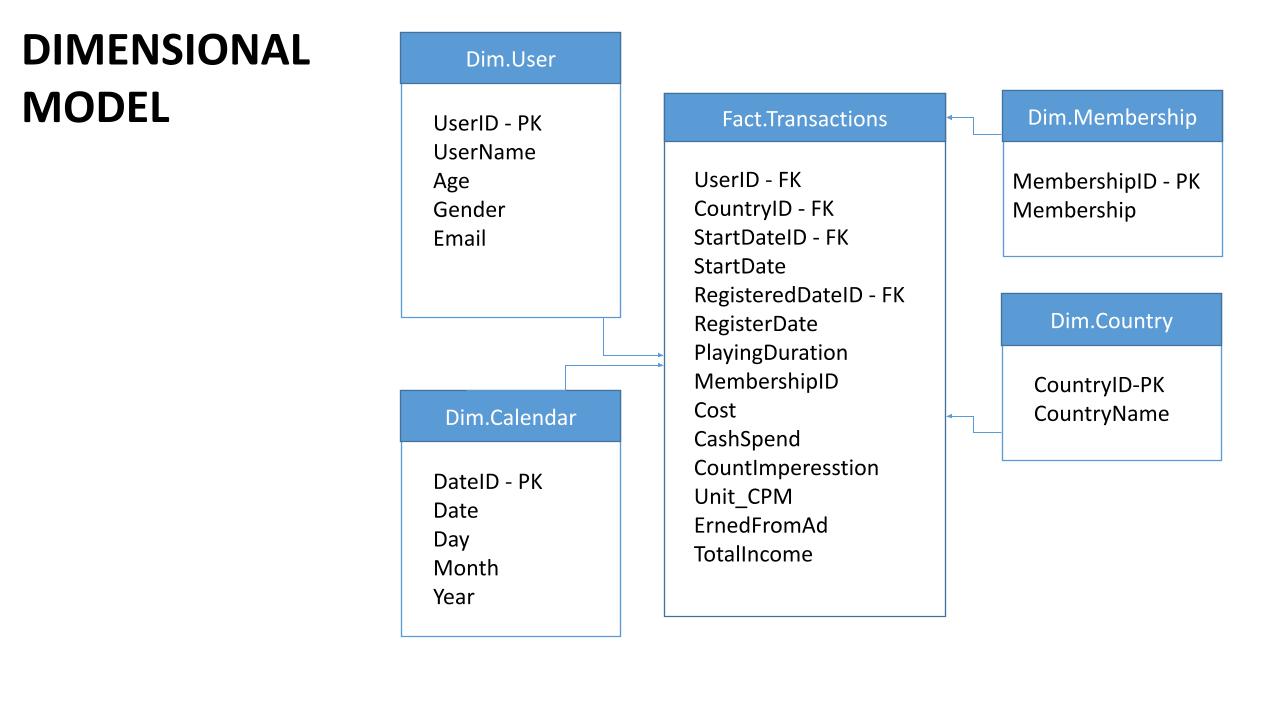 DIMENSIONAL
MODEL
Dim.User
UserID - PK
UserName
Age
Gender
Email
Dim.Calendar
DateID - PK
Date
Day
Month
Year
Fact.Transactions
UserID - FK
CountryID - FK
StartDateID - FK
StartDate
RegisteredDateID - FK
RegisterDate
PlayingDuration
MembershipID
Cost
CashSpend
CountImperesstion
Unit_CPM
ErnedFromAd
TotalIncome
Dim.Membership
MembershipID - PK
Membership
Dim.Country
CountryID-PK
CountryName